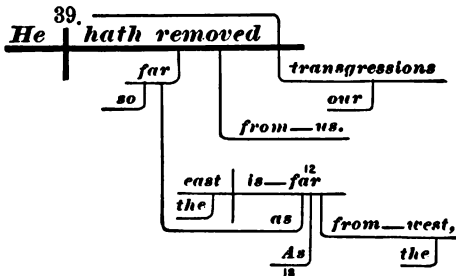 39.
He hath removed
far transgressions
so our
from—us.
12
east is—far
the
as from—west,
As the
18